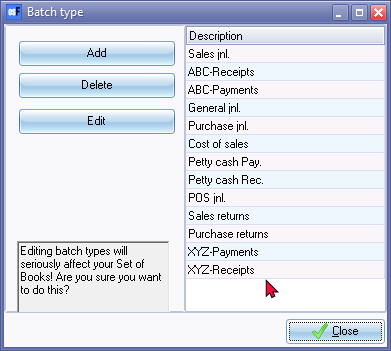 Batch type
Add
Delete
Edit
Editing batch types will
seriously affect your Set of
Books! Are you sure you want
to do this?
Description
Sales jnl.
ABC-Receipts
ABC-Payments
General jnl.
Purchase jnl.
Cost of sales
Petty cash Pay.
Petty cash Rec.
POS jnl.
Sales returns
Purchase returns
XYZ-Payments
XYZ-Receipts
Close